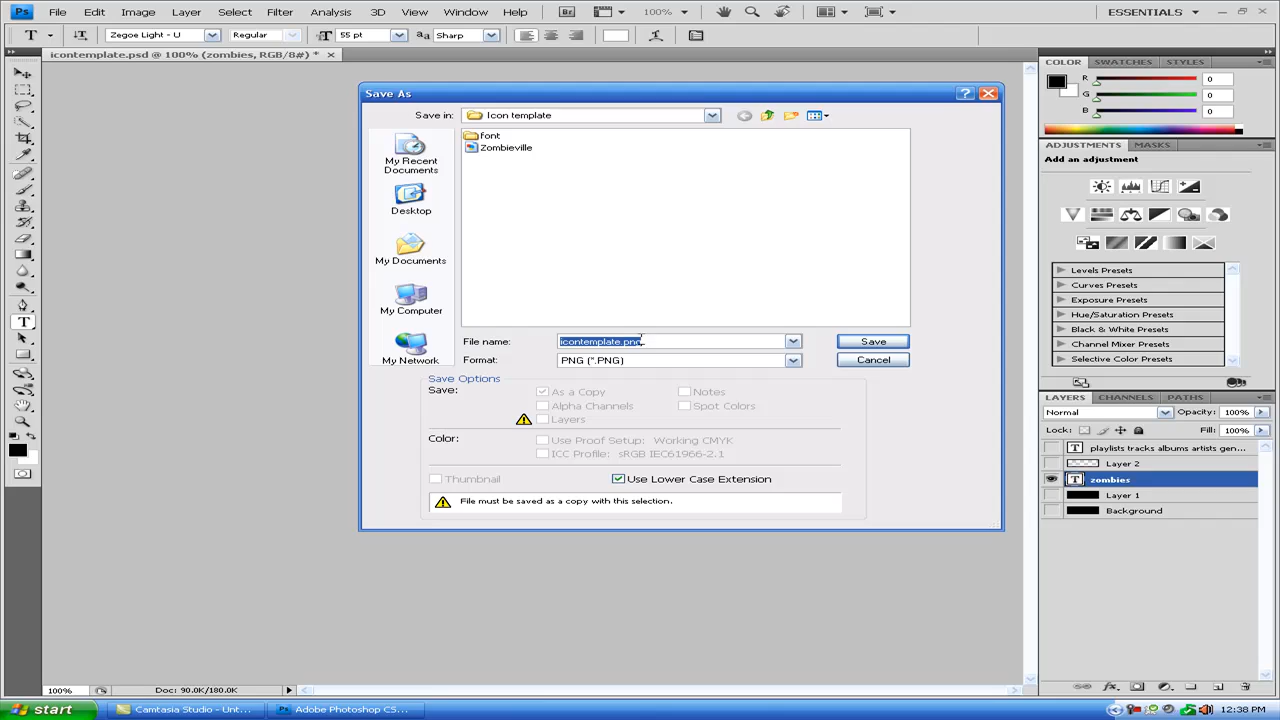 Ps File Edit Image Layer Select Filter Analysis 3D View Window Help Br 100% ESSENTIALS
T T Zegoe Light - U Regular T 55 pt aa Sharp
icontemplate.psd @ 100% (zombies, RGB/8#) * ×
COLOR SWATCHES STYLES
R 0
G 0
B 0
ADJUSTMENTS MASKS
Add an adjustment
Levels Presets
Curves Presets
Exposure Presets
Hue/Saturation Presets
Black & White Presets
Channel Mixer Presets
Selective Color Presets
LAYERS CHANNELS PATHS
Normal Opacity: 100%
Lock: Fill: 100%
T playlists tracks albums artists gen...
Layer 2
T zombies
Layer 1
Background
Save As
Save in: Icon template
My Recent Documents
Desktop
My Documents
My Computer
My Network
font
Zombieville
File name: icontemplate.png Save
Format: PNG (*.PNG) Cancel
Save Options
Save: As a Copy Notes
Alpha Channels Spot Colors
Layers
Color: Use Proof Setup: Working CMYK
ICC Profile: sRGB IEC61966-2.1
Thumbnail Use Lower Case Extension
File must be saved as a copy with this selection.
100% Doc: 90.0K/180.0K
start Camtasia Studio - Unt... Ps Adobe Photoshop CS... 12:38 PM